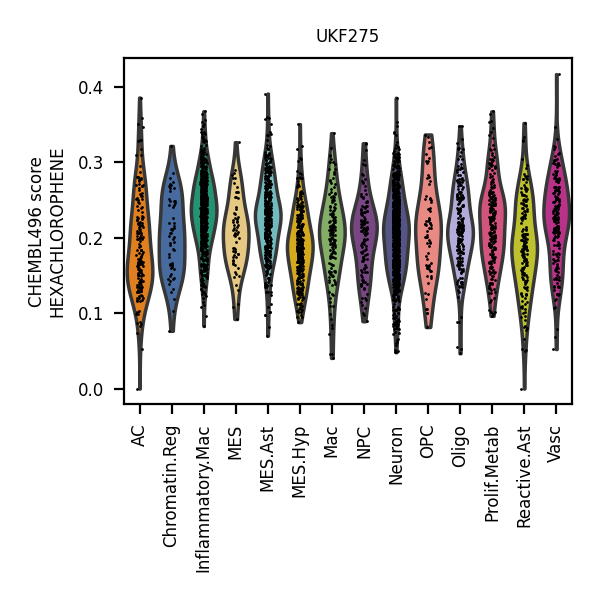 UKF275
CHEMBL496 score
HEXACHLOROPHENE
0.4
0.3
0.2
0.1
0.0
AC
Chromatin.Reg
Inflammatory.Mac
MES
MES.Ast
MES.Hyp
Mac
NPC
Neuron
OPC
Oligo
Prolif.Metab
Reactive.Ast
Vasc